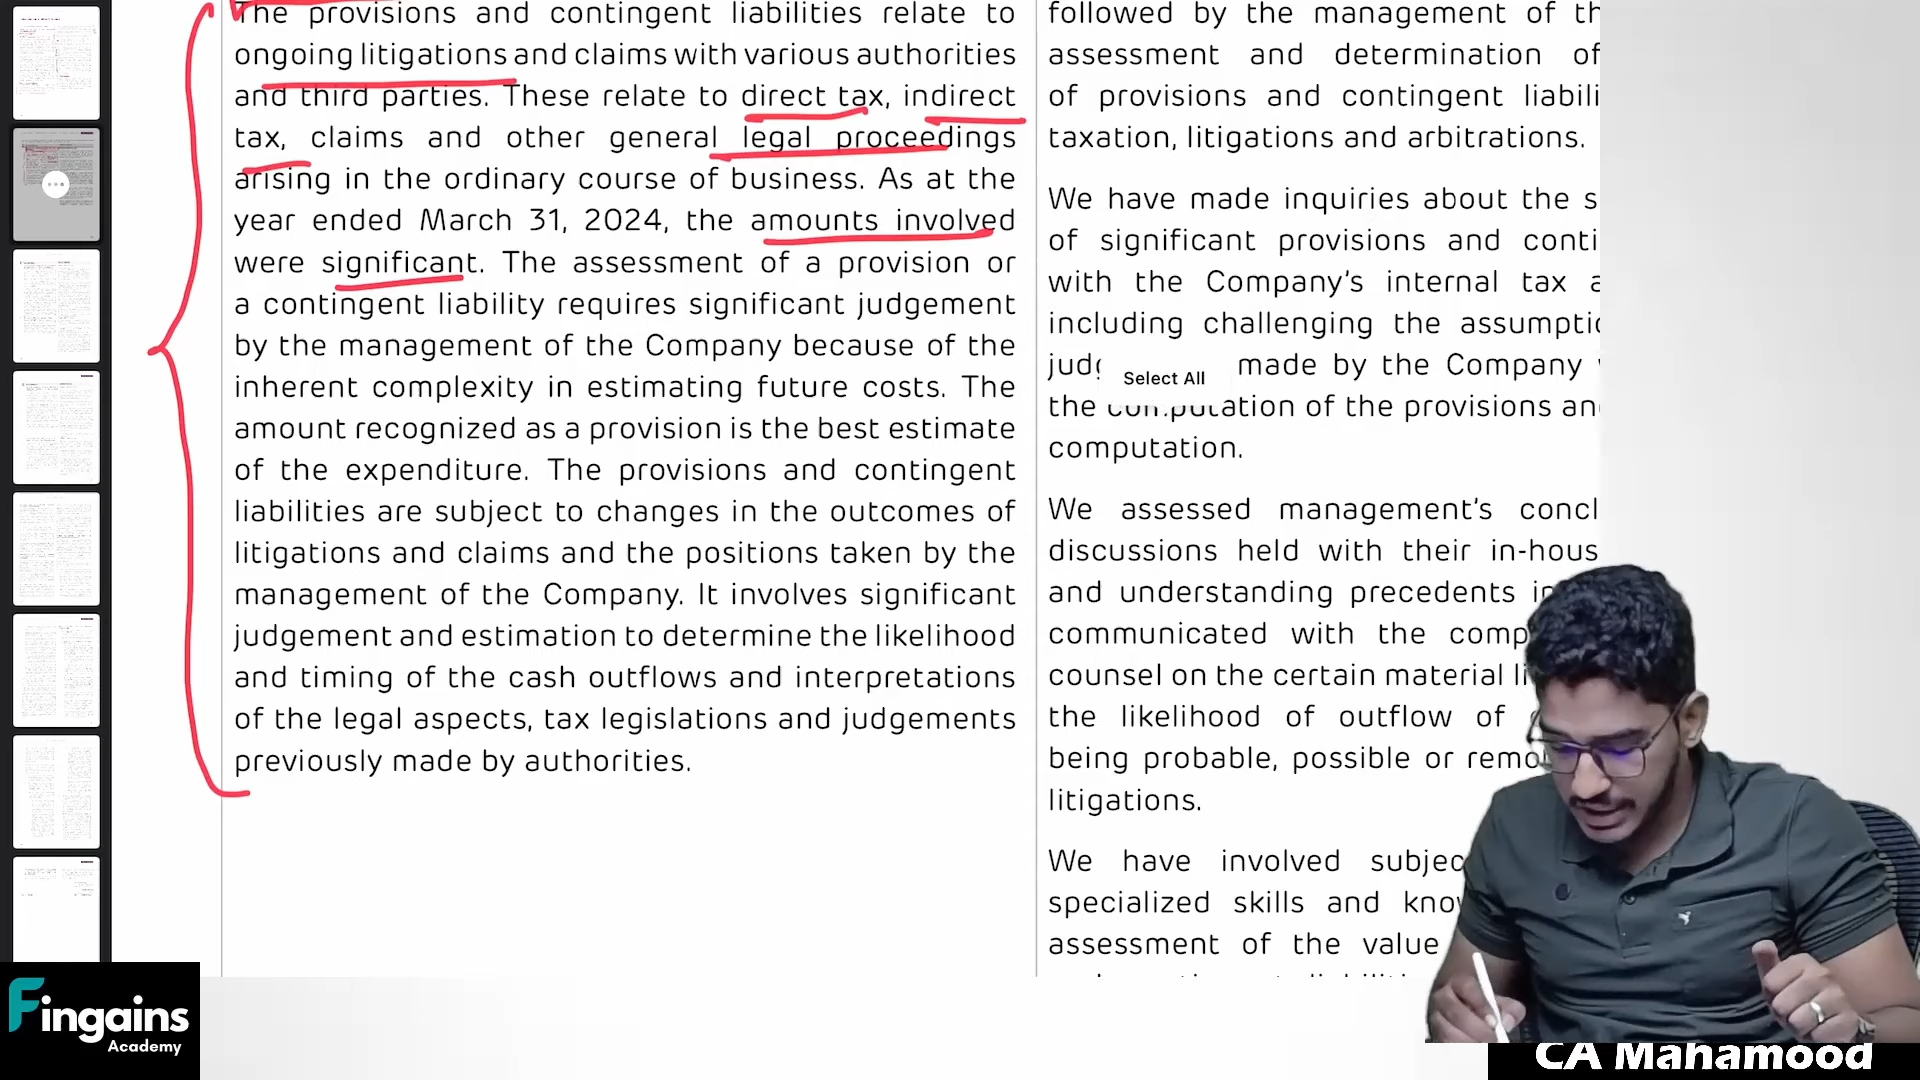 The provisions and contingent liabilities relate to
ongoing litigations and claims with various authorities
and third parties. These relate to direct tax, indirect
tax, claims and other general legal proceedings
arising in the ordinary course of business. As at the
year ended March 31, 2024, the amounts involved
were significant. The assessment of a provision or
a contingent liability requires significant judgement
by the management of the Company because of the
inherent complexity in estimating future costs. The
amount recognized as a provision is the best estimate
of the expenditure. The provisions and contingent
liabilities are subject to changes in the outcomes of
litigations and claims and the positions taken by the
management of the Company. It involves significant
judgement and estimation to determine the likelihood
and timing of the cash outflows and interpretations
of the legal aspects, tax legislations and judgements
previously made by authorities.
followed by the management of th
assessment and determination of
of provisions and contingent liabili
taxation, litigations and arbitrations.
We have made inquiries about the s
of significant provisions and conti
with the Company's internal tax a
including challenging the assumptic
judg made by the Company
Select All
the computation of the provisions an
computation.
We assessed management's concl
discussions held with their in-hous
and understanding precedents in
communicated with the comp
counsel on the certain material li
the likelihood of outflow of
being probable, possible or remo
litigations.
We have involved subjec
specialized skills and know
assessment of the value
Fingains
Academy
CA Mahamood